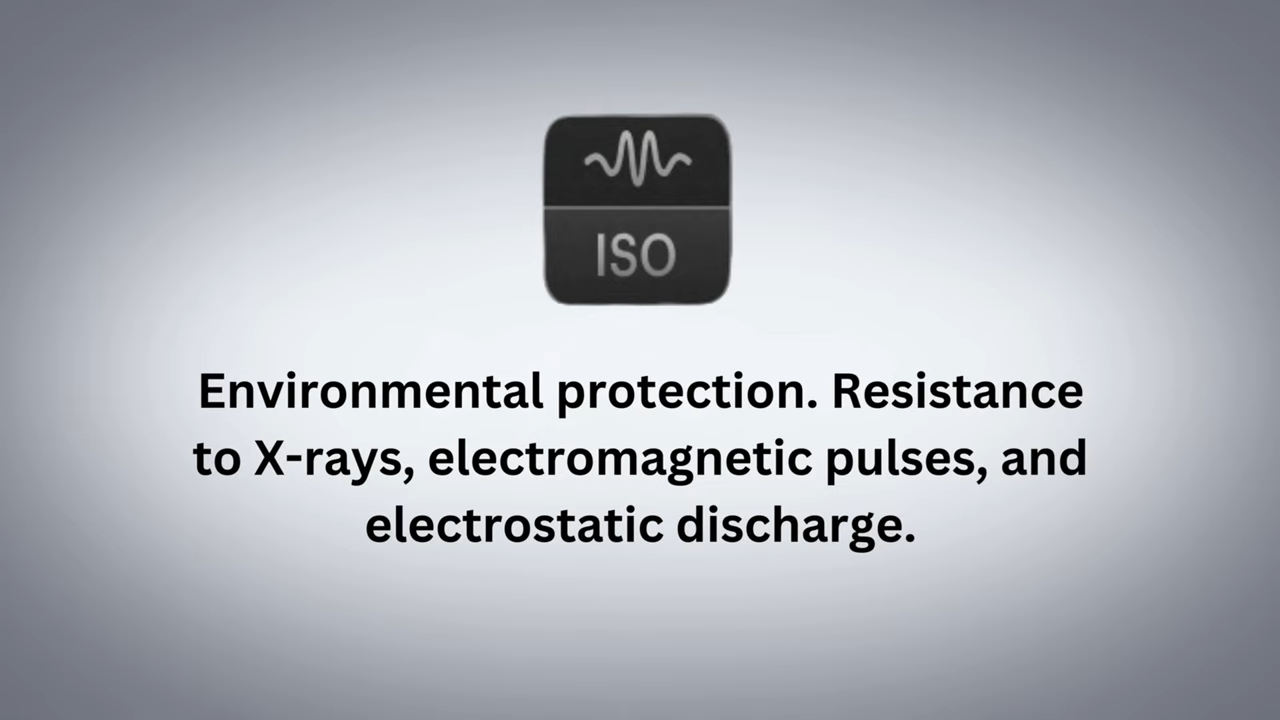 ISO
Environmental protection. Resistance
to X-rays, electromagnetic pulses, and
electrostatic discharge.